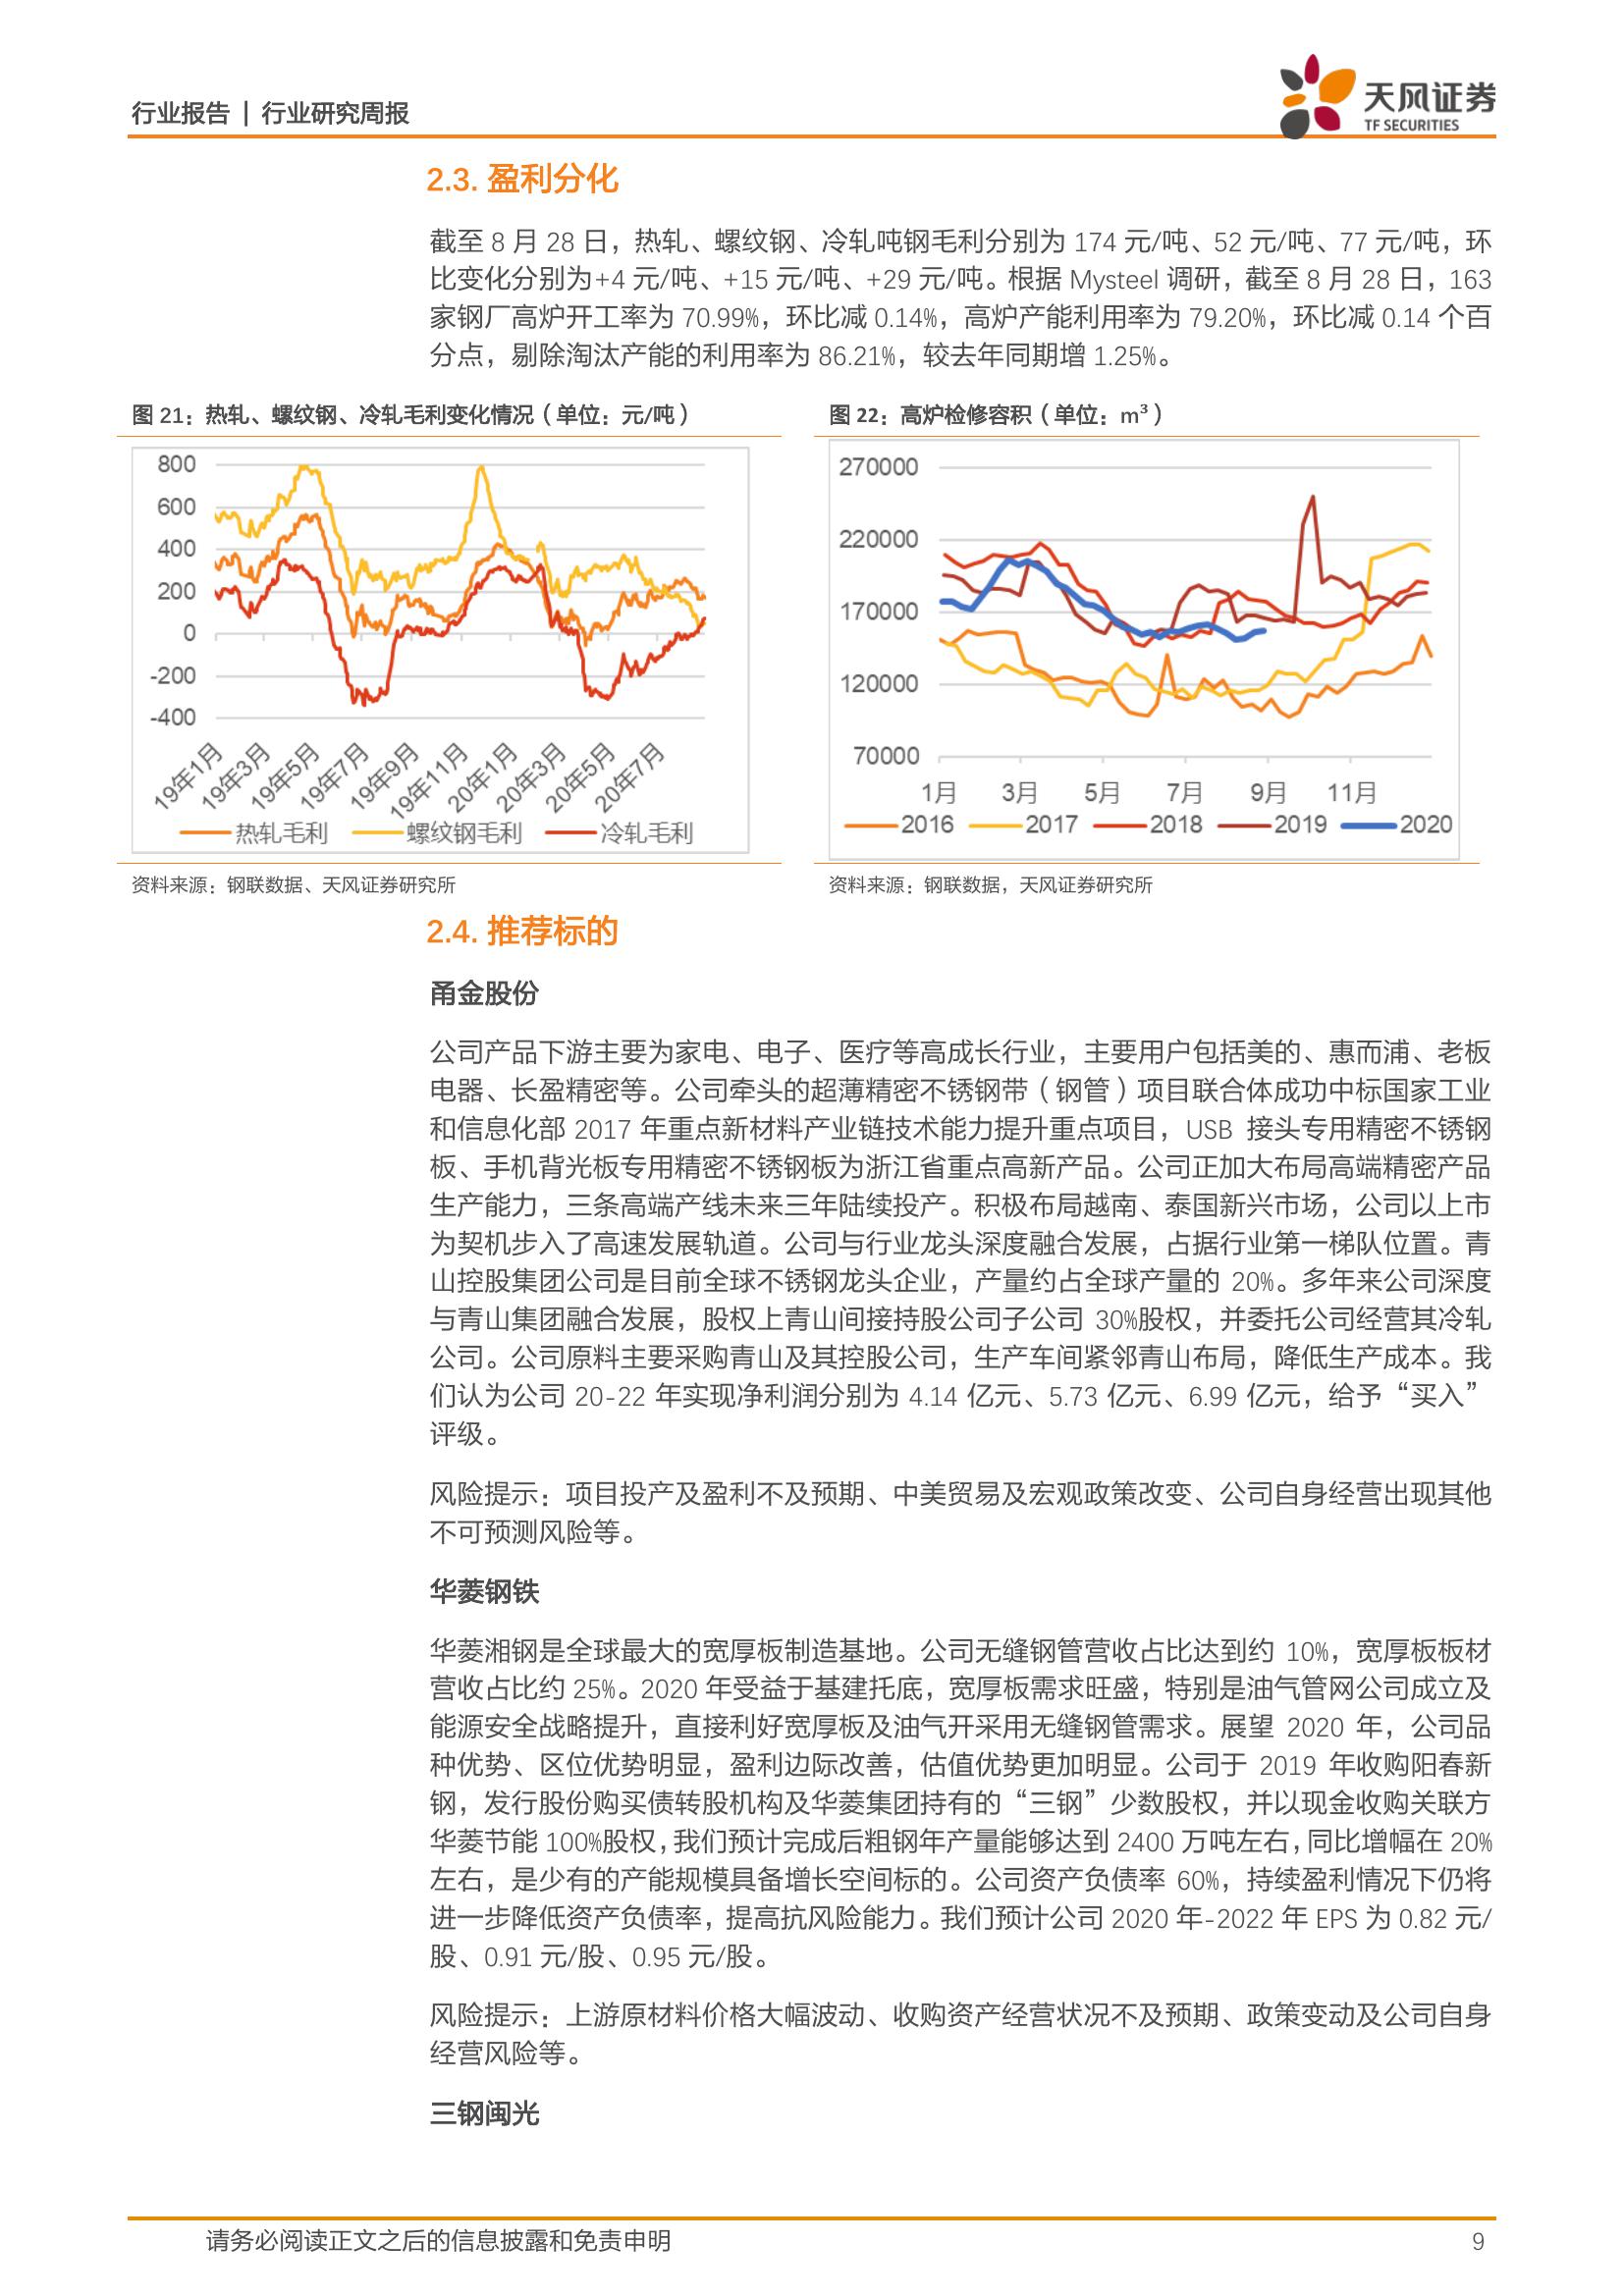 行业报告 | 行业研究周报
天风证券
TF SECURITIES
2.3. 盈利分化
截至 8 月 28 日，热轧、螺纹钢、冷轧吨钢毛利分别为 174 元/吨、52 元/吨、77 元/吨，环
比变化分别为+4 元/吨、+15 元/吨、+29 元/吨。根据 Mysteel 调研，截至 8 月 28 日，163
家钢厂高炉开工率为 70.99%，环比减 0.14%，高炉产能利用率为 79.20%，环比减 0.14 个百
分点，剔除淘汰产能的利用率为 86.21%，较去年同期增 1.25%。
图 21：热轧、螺纹钢、冷轧毛利变化情况（单位：元/吨）
800
600
400
200
0
-200
-400
19年1月
19年3月
19年5月
19年7月
19年9月
19年11月
20年1月
20年3月
20年5月
20年7月
热轧毛利 螺纹钢毛利 冷轧毛利
资料来源：钢联数据、天风证券研究所
图 22：高炉检修容积（单位：m³）
270000
220000
170000
120000
70000
1月 3月 5月 7月 9月 11月
2016 2017 2018 2019 2020
资料来源：钢联数据，天风证券研究所
2.4. 推荐标的
甬金股份
公司产品下游主要为家电、电子、医疗等高成长行业，主要用户包括美的、惠而浦、老板
电器、长盈精密等。公司牵头的超薄精密不锈钢带（钢管）项目联合体成功中标国家工业
和信息化部 2017 年重点新材料产业链技术能力提升重点项目，USB 接头专用精密不锈钢
板、手机背光板专用精密不锈钢板为浙江省重点高新产品。公司正加大布局高端精密产品
生产能力，三条高端产线未来三年陆续投产。积极布局越南、泰国新兴市场，公司以上市
为契机步入了高速发展轨道。公司与行业龙头深度融合发展，占据行业第一梯队位置。青
山控股集团公司是目前全球不锈钢龙头企业，产量约占全球产量的 20%。多年来公司深度
与青山集团融合发展，股权上青山间接持股公司子公司 30%股权，并委托公司经营其冷轧
公司。公司原料主要采购青山及其控股公司，生产车间紧邻青山布局，降低生产成本。我
们认为公司 20-22 年实现净利润分别为 4.14 亿元、5.73 亿元、6.99 亿元，给予“买入”
评级。
风险提示：项目投产及盈利不及预期、中美贸易及宏观政策改变、公司自身经营出现其他
不可预测风险等。
华菱钢铁
华菱湘钢是全球最大的宽厚板制造基地。公司无缝钢管营收占比达到约 10%，宽厚板板材
营收占比约 25%。2020 年受益于基建托底，宽厚板需求旺盛，特别是油气管网公司成立及
能源安全战略提升，直接利好宽厚板及油气开采用无缝钢管需求。展望 2020 年，公司品
种优势、区位优势明显，盈利边际改善，估值优势更加明显。公司于 2019 年收购阳春新
钢，发行股份购买债转股机构及华菱集团持有的“三钢”少数股权，并以现金收购关联方
华菱节能 100%股权，我们预计完成后粗钢年产量能够达到 2400 万吨左右，同比增幅在 20%
左右，是少有的产能规模具备增长空间标的。公司资产负债率 60%，持续盈利情况下仍将
进一步降低资产负债率，提高抗风险能力。我们预计公司 2020 年-2022 年 EPS 为 0.82 元/
股、0.91 元/股、0.95 元/股。
风险提示：上游原材料价格大幅波动、收购资产经营状况不及预期、政策变动及公司自身
经营风险等。
三钢闽光
请务必阅读正文之后的信息披露和免责申明
9